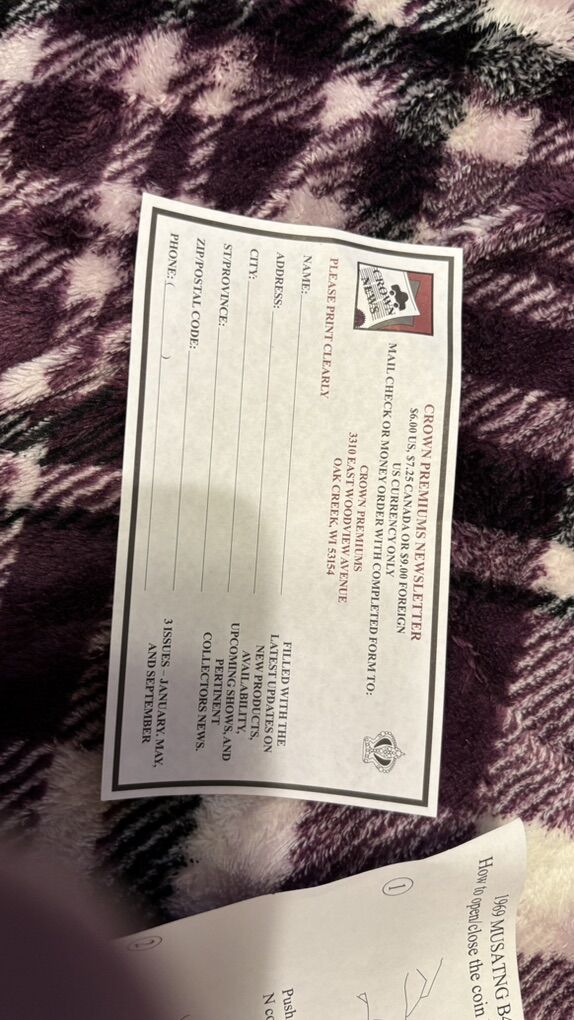 CROWN NEWS
CROWN PREMIUMS NEWSLETTER
$6.00 US, $7.25 CANADA OR $9.00 FOREIGN
US CURRENCY ONLY
MAIL CHECK OR MONEY ORDER WITH COMPLETED FORM TO:
CROWN PREMIUMS
3310 EAST WOODVIEW AVENUE
OAK CREEK, WI 53154
PLEASE PRINT CLEARLY
NAME:
ADDRESS:
CITY:
ST/PROVINCE:
ZIP/POSTAL CODE:
PHONE: ( )
FILLED WITH THE
LATEST UPDATES ON
NEW PRODUCTS,
AVAILABILITY,
UPCOMING SHOWS, AND
PERTINENT
COLLECTORS NEWS.
3 ISSUES – JANUARY, MAY,
AND SEPTEMBER
1969 MUSATNG
How to open/close the coin
1
Push
2